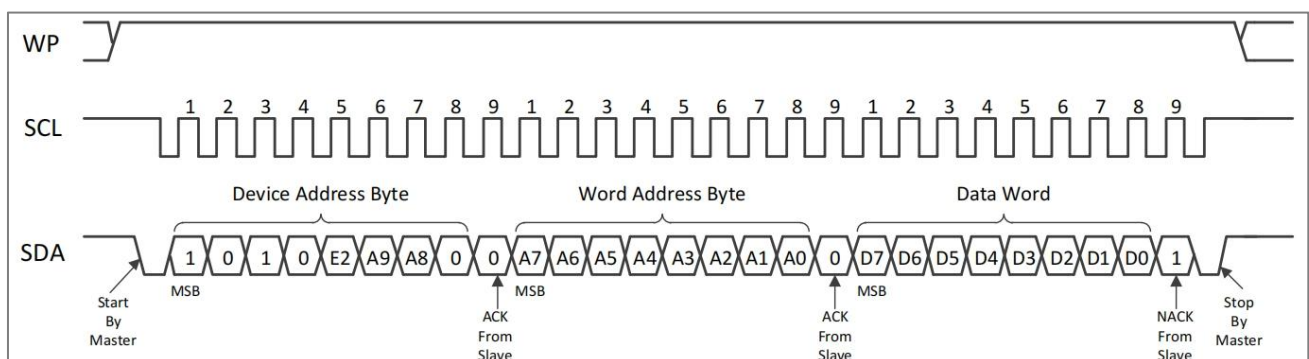 WP
1 2 3 4 5 6 7 8 9 1 2 3 4 5 6 7 8 9 1 2 3 4 5 6 7 8 9
SCL
Device Address Byte Word Address Byte Data Word
SDA 1 0 1 0 E2 A9 A8 0 0 A7 A6 A5 A4 A3 A2 A1 A0 0 D7 D6 D5 D4 D3 D2 D1 D0 1
MSB MSB MSB
Start
By
Master
ACK
From
Slave
ACK
From
Slave
NACK
From
Slave
Stop
By
Master